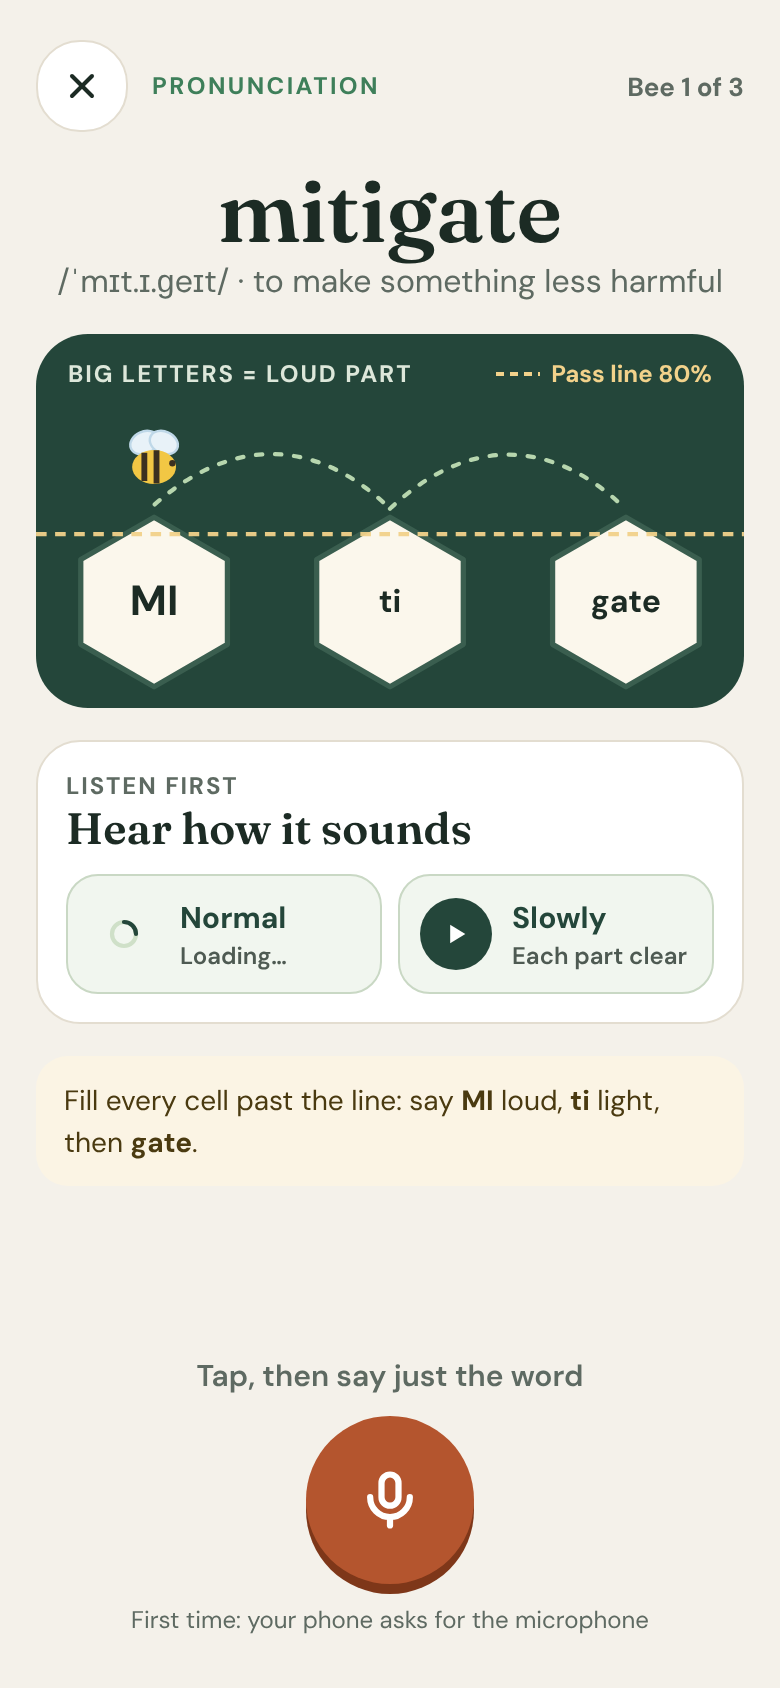 PRONUNCIATION
Bee 1 of 3
mitigate
/ˈmɪt.ɪ.ɡeɪt/ · to make something less harmful
BIG LETTERS = LOUD PART
Pass line 80%
MI
ti
gate
LISTEN FIRST
Hear how it sounds
Normal
Loading…
Slowly
Each part clear
Fill every cell past the line: say MI loud, ti light,
then gate.
Tap, then say just the word
First time: your phone asks for the microphone